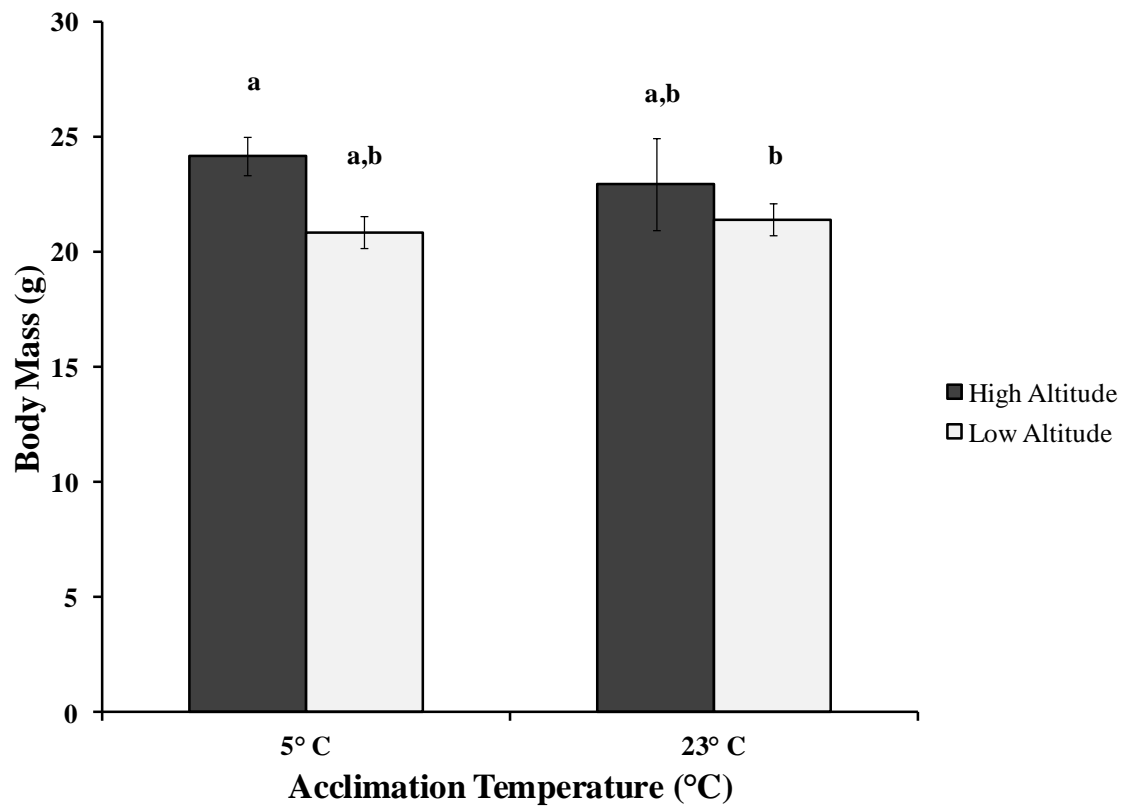 30
25
20
15
10
5
0
Body Mass (g)
a
a,b
a,b
b
5° C
23° C
Acclimation Temperature (°C)
High Altitude
Low Altitude